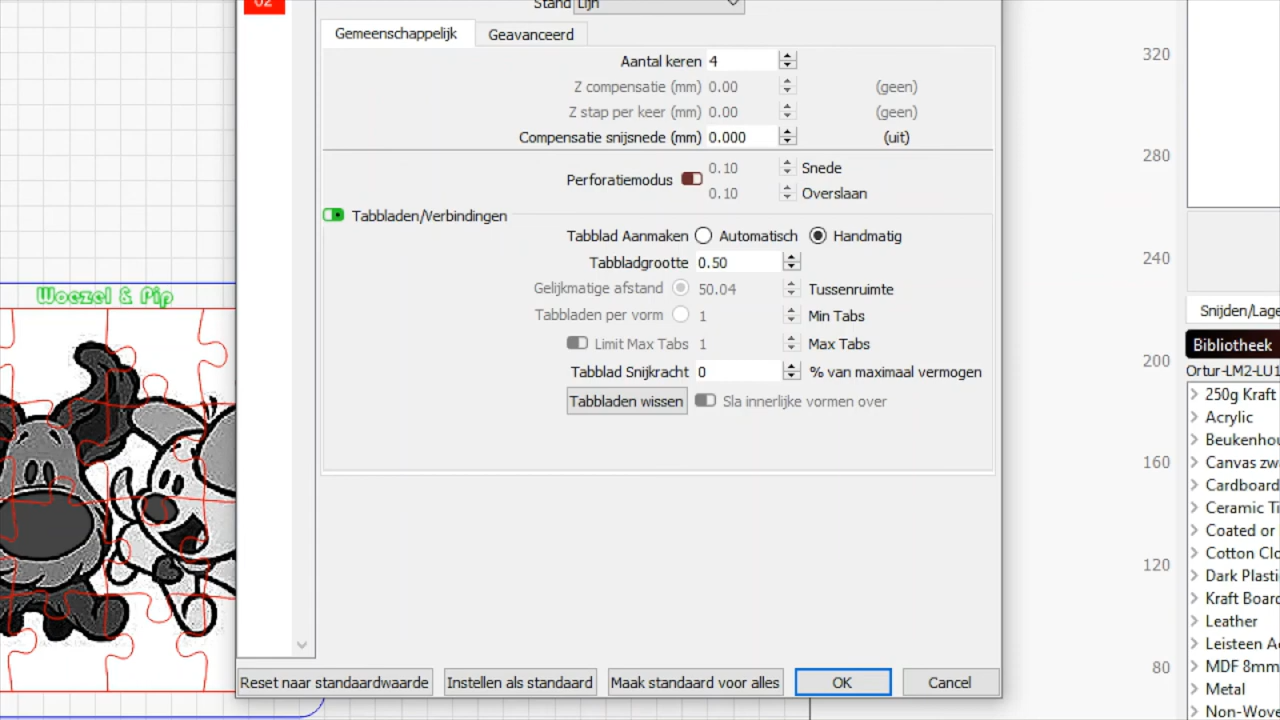 02
Stand Lijn
Gemeenschappelijk Geavanceerd
Aantal keren 4
Z compensatie (mm) 0.00 (geen)
Z stap per keer (mm) 0.00 (geen)
Compensatie snijsnede (mm) 0.000 (uit)
Perforatiemodus 0.10 Snede
0.10 Overslaan
Tabbladen/Verbindingen
Tabblad Aanmaken Automatisch Handmatig
Tabbladgrootte 0.50
Gelijkmatige afstand 50.04 Tussenruimte
Tabbladen per vorm 1 Min Tabs
Limit Max Tabs 1 Max Tabs
Tabblad Snijkracht 0 % van maximaal vermogen
Tabbladen wissen Sla innerlijke vormen over
Reset naar standaardwaarde Instellen als standaard Maak standaard voor alles OK Cancel
Woezel & Pip
320
280
240
200
160
120
80
Snijden/Lage
Bibliotheek
Ortur-LM2-LU1
250g Kraft
Acrylic
Beukenhou
Canvas zw
Cardboard
Ceramic Ti
Coated or
Cotton Clo
Dark Plasti
Kraft Board
Leather
Leisteen A
MDF 8mm
Metal
Non-Wove